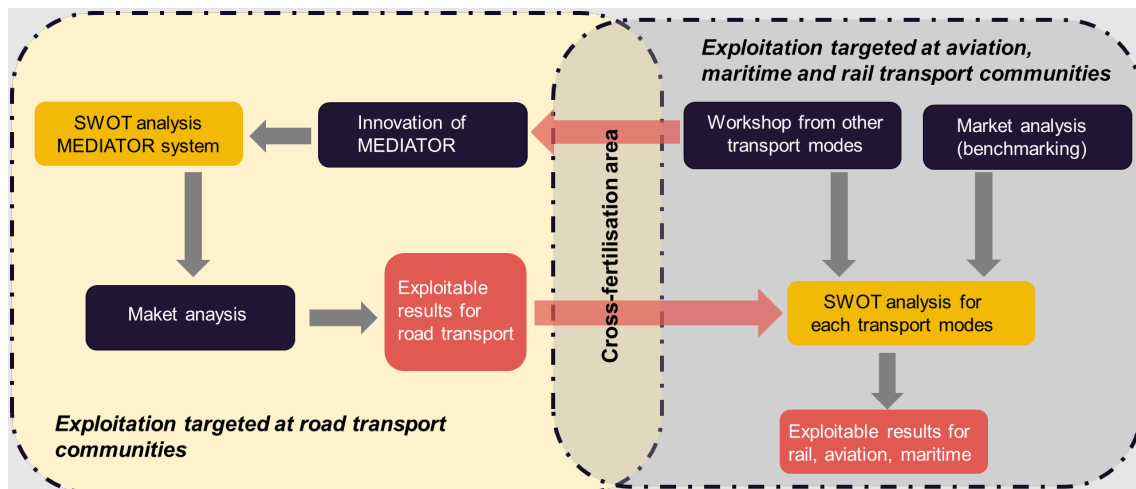 Exploitation targeted at aviation,
maritime and rail transport communities
SWOT analysis
MEDIATOR system
Innovation of
MEDIATOR
Workshop from other
transport modes
Market analysis
(benchmarking)
Cross-fertilisation area
Maket anaysis
Exploitable
results for
road transport
SWOT analysis for
each transport modes
Exploitation targeted at road transport
communities
Exploitable results for
rail, aviation, maritime